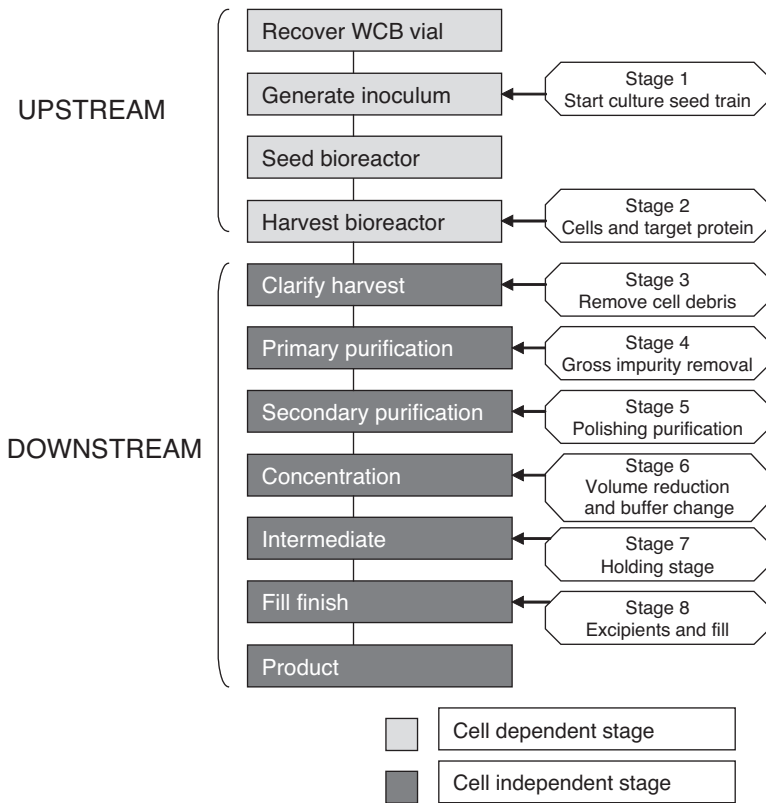 UPSTREAM
Recover WCB vial
Generate inoculum
Stage 1
Start culture seed train
Seed bioreactor
Harvest bioreactor
Stage 2
Cells and target protein
DOWNSTREAM
Clarify harvest
Stage 3
Remove cell debris
Primary purification
Stage 4
Gross impurity removal
Secondary purification
Stage 5
Polishing purification
Concentration
Stage 6
Volume reduction
and buffer change
Intermediate
Stage 7
Holding stage
Fill finish
Stage 8
Excipients and fill
Product
Cell dependent stage
Cell independent stage